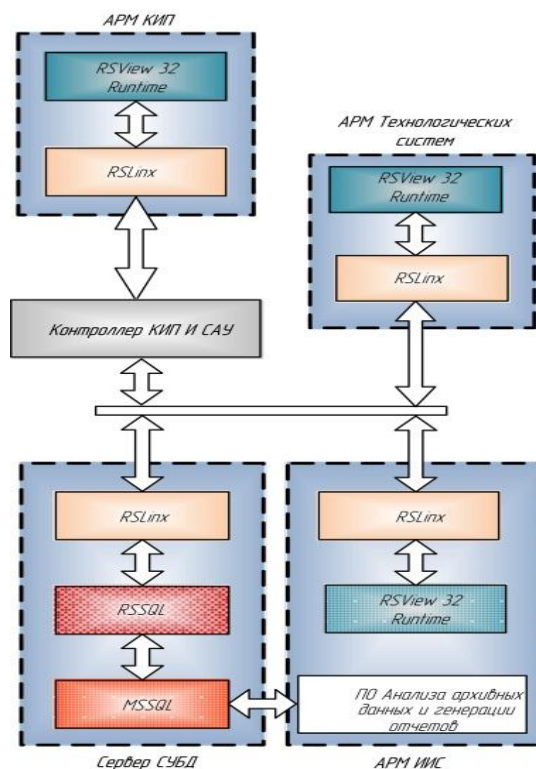 АРМ КИП
RSView 32
Runtime
RSLinx
АРМ Технологических
систем
RSView 32
Runtime
RSLinx
Контроллер КИП И САУ
RSLinx
RSSQL
MSSQL
Сервер СУБД
RSLinx
RSView 32
Runtime
ПО Анализа архивных
данных и генерации
отчетов
АРМ ИИС